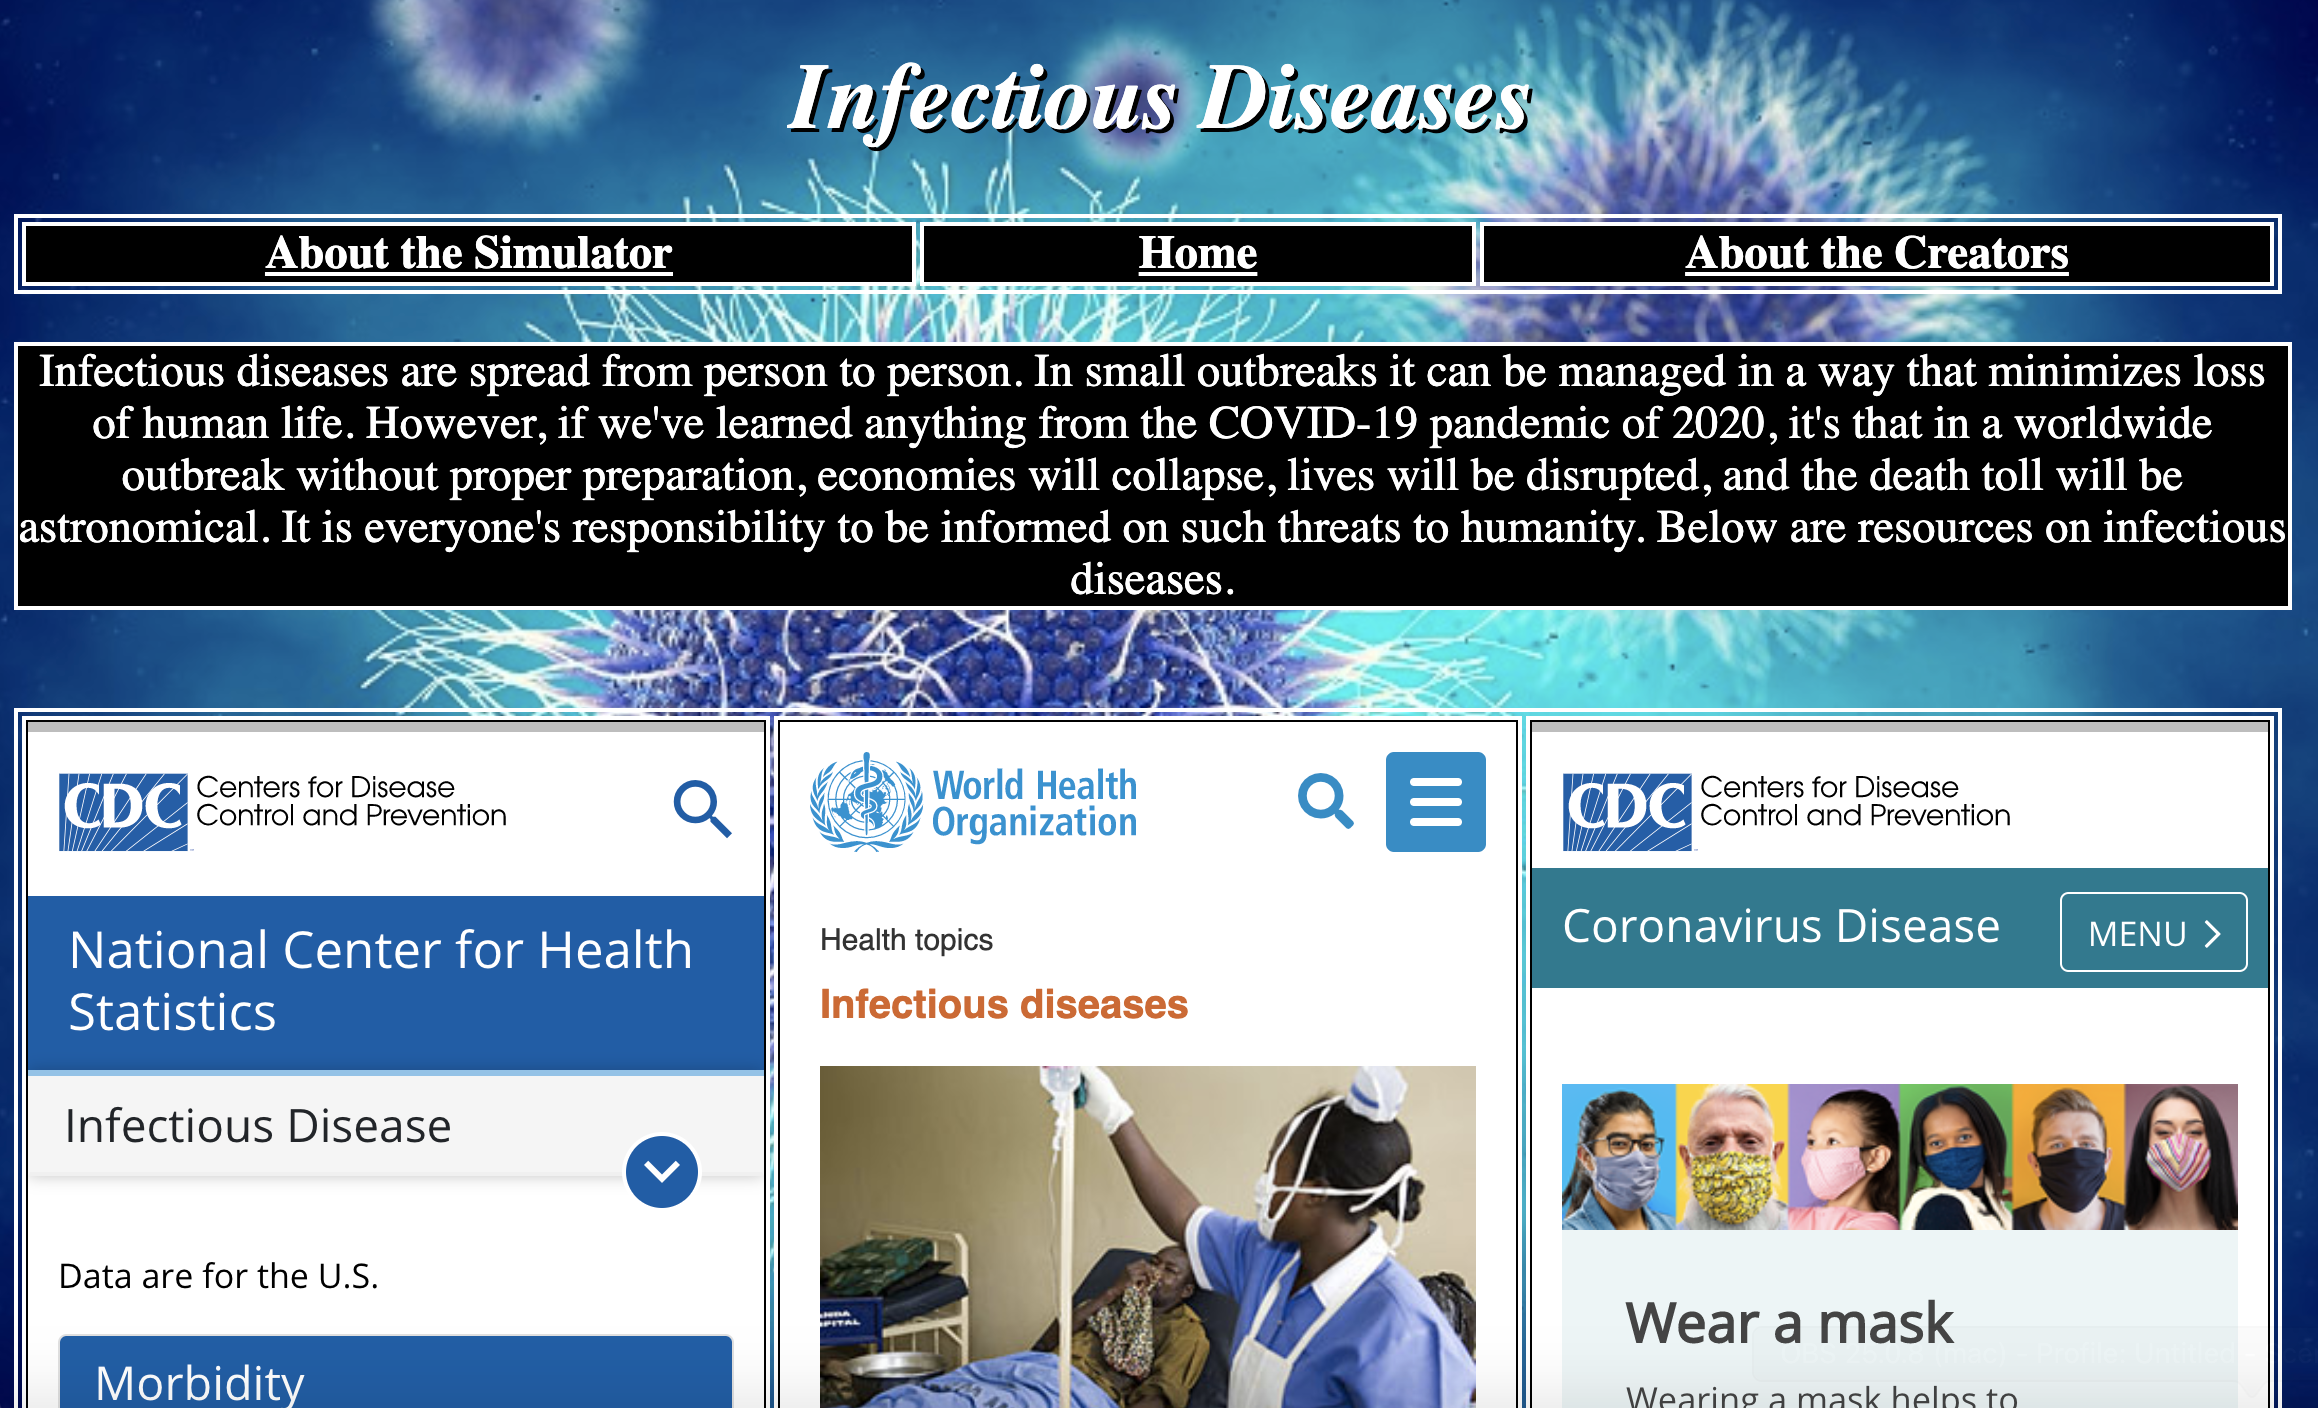 Infectious Diseases
About the Simulator
Home
About the Creators
Infectious diseases are spread from person to person. In small outbreaks it can be managed in a way that minimizes loss
of human life. However, if we've learned anything from the COVID-19 pandemic of 2020, it's that in a worldwide
outbreak without proper preparation, economies will collapse, lives will be disrupted, and the death toll will be
astronomical. It is everyone's responsibility to be informed on such threats to humanity. Below are resources on infectious
diseases.
CDC
Centers for Disease
Control and Prevention
National Center for Health
Statistics
Infectious Disease
Data are for the U.S.
Morbidity
World Health
Organization
Health topics
Infectious diseases
CDC
Centers for Disease
Control and Prevention
Coronavirus Disease
MENU
Wear a mask
Wearing a mask helps to